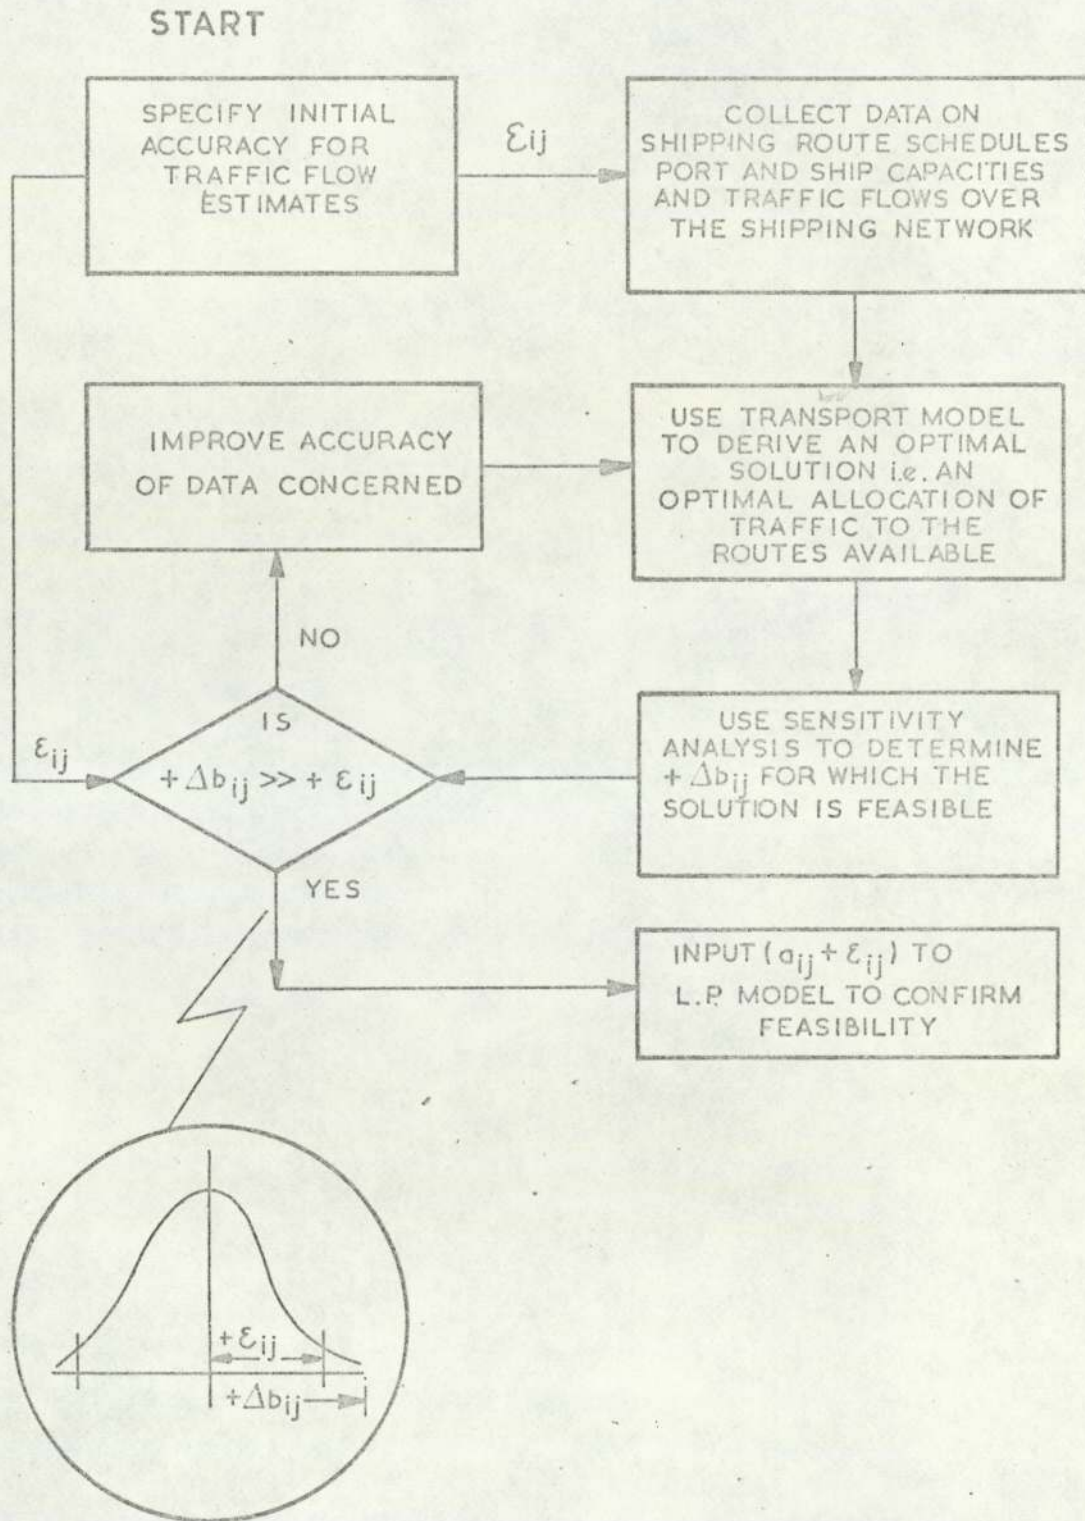 START
SPECIFY INITIAL
ACCURACY FOR
TRAFFIC FLOW
ESTIMATES
εij
COLLECT DATA ON
SHIPPING ROUTE SCHEDULES
PORT AND SHIP CAPACITIES
AND TRAFFIC FLOWS OVER
THE SHIPPING NETWORK
IMPROVE ACCURACY
OF DATA CONCERNED
USE TRANSPORT MODEL
TO DERIVE AN OPTIMAL
SOLUTION i.e. AN
OPTIMAL ALLOCATION OF
TRAFFIC TO THE
ROUTES AVAILABLE
NO
εij
IS
+ Δbij >> + εij
USE SENSITIVITY
ANALYSIS TO DETERMINE
+ Δbij FOR WHICH THE
SOLUTION IS FEASIBLE
YES
INPUT (aij + εij) TO
L.P. MODEL TO CONFIRM
FEASIBILITY
+εij
+Δbij